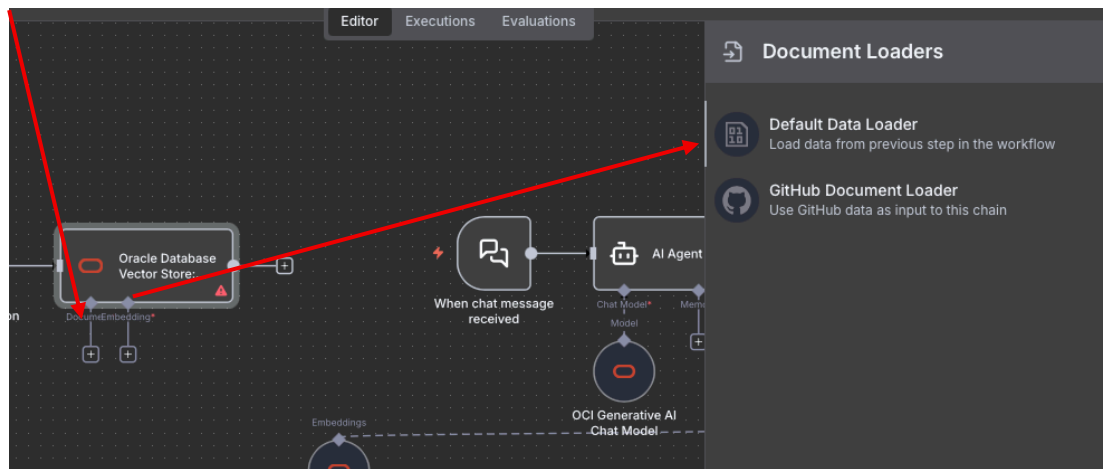 Editor Executions Evaluations
Document Loaders
Default Data Loader
Load data from previous step in the workflow
GitHub Document Loader
Use GitHub data as input to this chain
Oracle Database
Vector Store:.
Embedding*
on
When chat message
received
AI Agent
Chat Model*
Model
OCI Generative AI
Chat Model
Embeddings